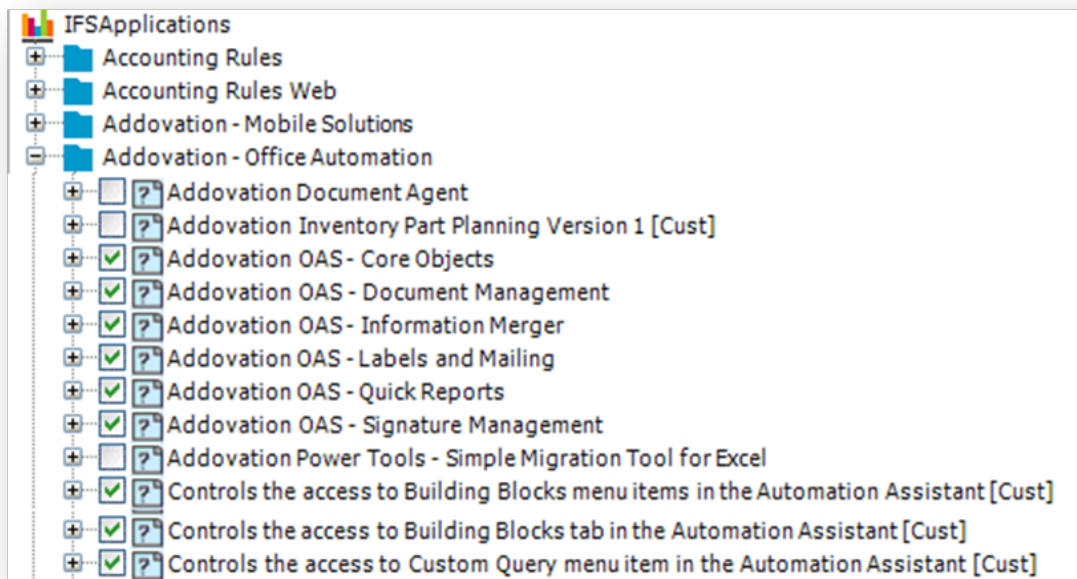 IFSApplications
Accounting Rules
Accounting Rules Web
Addovation - Mobile Solutions
Addovation - Office Automation
Addovation Document Agent
Addovation Inventory Part Planning Version 1 [Cust]
Addovation OAS - Core Objects
Addovation OAS - Document Management
Addovation OAS - Information Merger
Addovation OAS - Labels and Mailing
Addovation OAS - Quick Reports
Addovation OAS - Signature Management
Addovation Power Tools - Simple Migration Tool for Excel
Controls the access to Building Blocks menu items in the Automation Assistant [Cust]
Controls the access to Building Blocks tab in the Automation Assistant [Cust]
Controls the access to Custom Query menu item in the Automation Assistant [Cust]